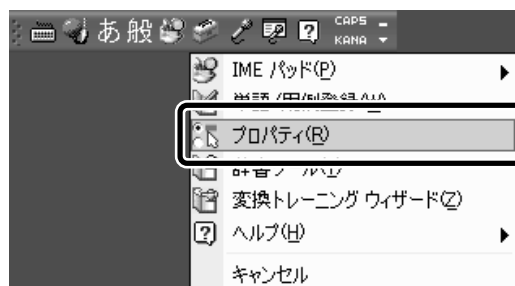 あ 般 CAPS
KANA
IME パッド(P)
プロパティ(R)
変換トレーニング ウィザード(Z)
ヘルプ(H)
キャンセル